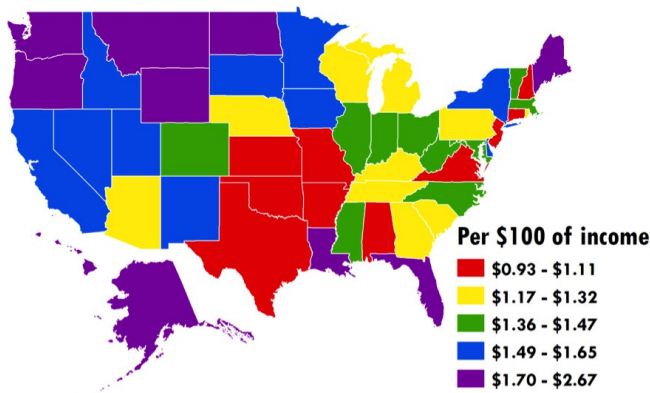 Per $100 of income
$0.93 - $1.11
$1.17 - $1.32
$1.36 - $1.47
$1.49 - $1.65
$1.70 - $2.67